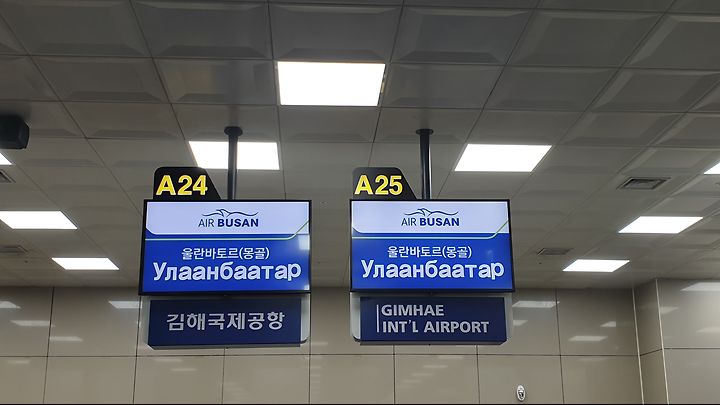 A24
AIR BUSAN
울란바토르(몽골)
Улаанбаатар
김해국제공항
A25
AIR BUSAN
울란바토르(몽골)
Улаанбаатар
GIMHAE
INT'L AIRPORT